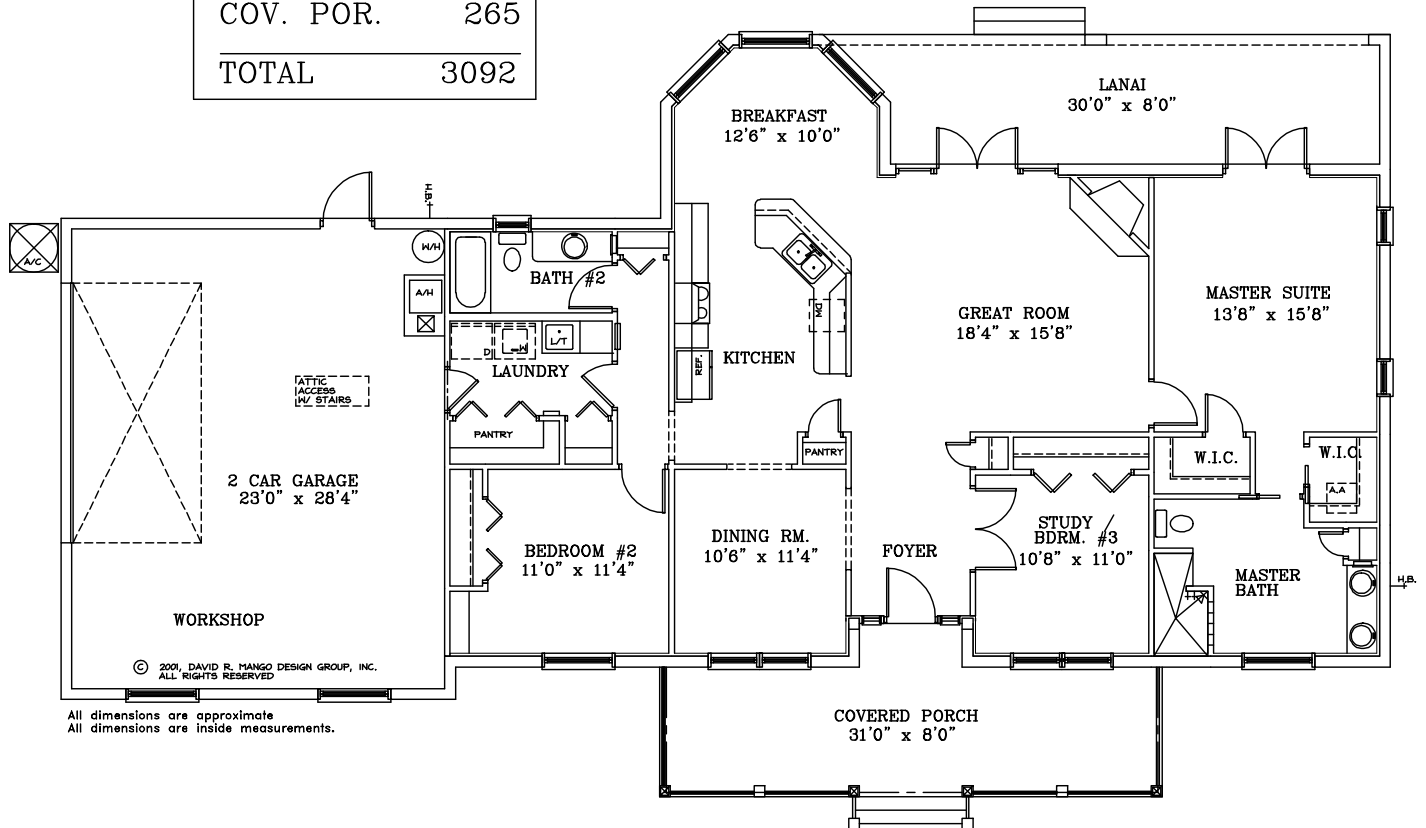 COV. POR. 265
TOTAL 3092
LANAI
30'0" x 8'0"
BREAKFAST
12'6" x 10'0"
H.B.
A/C
W/H
A/H
BATH #2
MASTER SUITE
13'8" x 15'8"
GREAT ROOM
18'4" x 15'8"
DW
D
W
L/T
KITCHEN
REF.
LAUNDRY
ATTIC
ACCESS
W/ STAIRS
PANTRY
PANTRY
W.I.C.
W.I.C.
A.A
2 CAR GARAGE
23'0" x 28'4"
STUDY /
BDRM. #3
10'8" x 11'0"
DINING RM.
10'6" x 11'4"
FOYER
BEDROOM #2
11'0" x 11'4"
MASTER
BATH
H.B.
WORKSHOP
© 2001, DAVID R. MANGO DESIGN GROUP, INC.
ALL RIGHTS RESERVED
All dimensions are approximate
All dimensions are inside measurements.
COVERED PORCH
31'0" x 8'0"